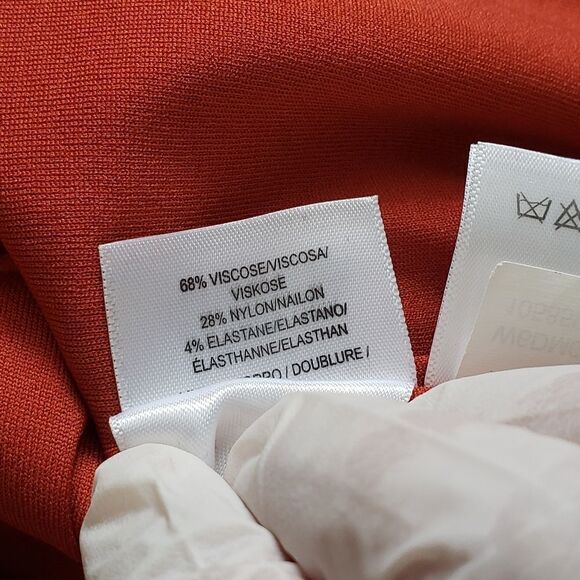 68% VISCOSE/VISCOSA/
VISKOSE
28% NYLON/NAILON
4% ELASTANE/ELASTANO/
ÉLASTHANNE/ELASTHAN
/ DOUBLURE /